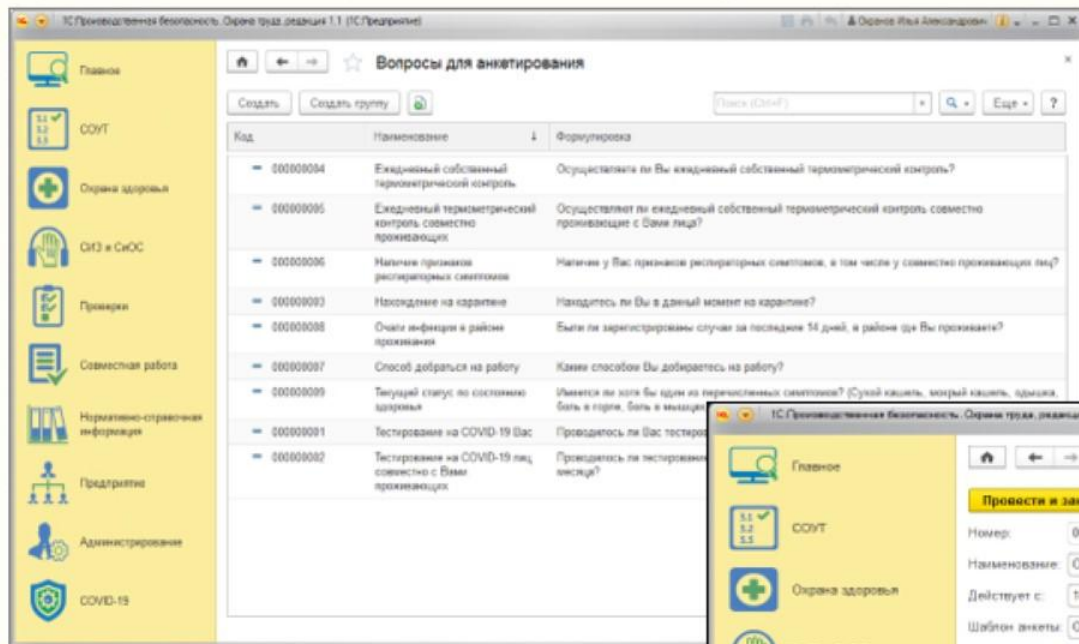 1С:Производственная безопасность. Охрана труда, редакция 1.1 (1С:Предприятие)
Охранов Илья Александрович
Главное
СОУТ
Охрана здоровья
СИЗ и СиОС
Проверки
Совместная работа
Нормативно-справочная
информация
Предприятие
Администрирование
COVID-19
Вопросы для анкетирования
Создать
Создать группу
Поиск (Ctrl+F)
Еще
?
Код
Наименование
Формулировка
000000004
Ежедневный собственный
термометрический контроль
Осуществляете ли Вы ежедневный собственный термометрический контроль?
000000005
Ежедневный термометрический
контроль совместно
проживающих
Осуществляют ли ежедневный собственный термометрический контроль совместно
проживающие с Вами лица?
000000006
Наличие признаков
респираторных симптомов
Наличие у Вас признаков респираторных симптомов, в том числе у совместно проживающих лиц?
000000003
Нахождение на карантине
Находитесь ли Вы в данный момент на карантине?
000000008
Очаги инфекции в районе
проживания
Были ли зарегистрированы случаи за последние 14 дней, в районе где Вы проживаете?
000000007
Способ добраться на работу
Каким способом Вы добираетесь на работу?
000000009
Текущий статус по состоянию
здоровья
Имеется ли хотя бы один из перечисленных симптомов? (Сухой кашель, мокрый кашель, одышка,
боль в горле, боль в мышцах
000000001
Тестирование на COVID-19 Вас
Проводилось ли Вас тестиров
000000002
Тестирование на COVID-19 лиц
совместно с Вами
проживающих
Проводилось ли тестирование
месяца?
1С:Производственная безопасность. Охрана труда, редакц
Главное
СОУТ
Охрана здоровья
Провести и за
Номер:
Наименование:
Действует с:
Шаблон анкеты: